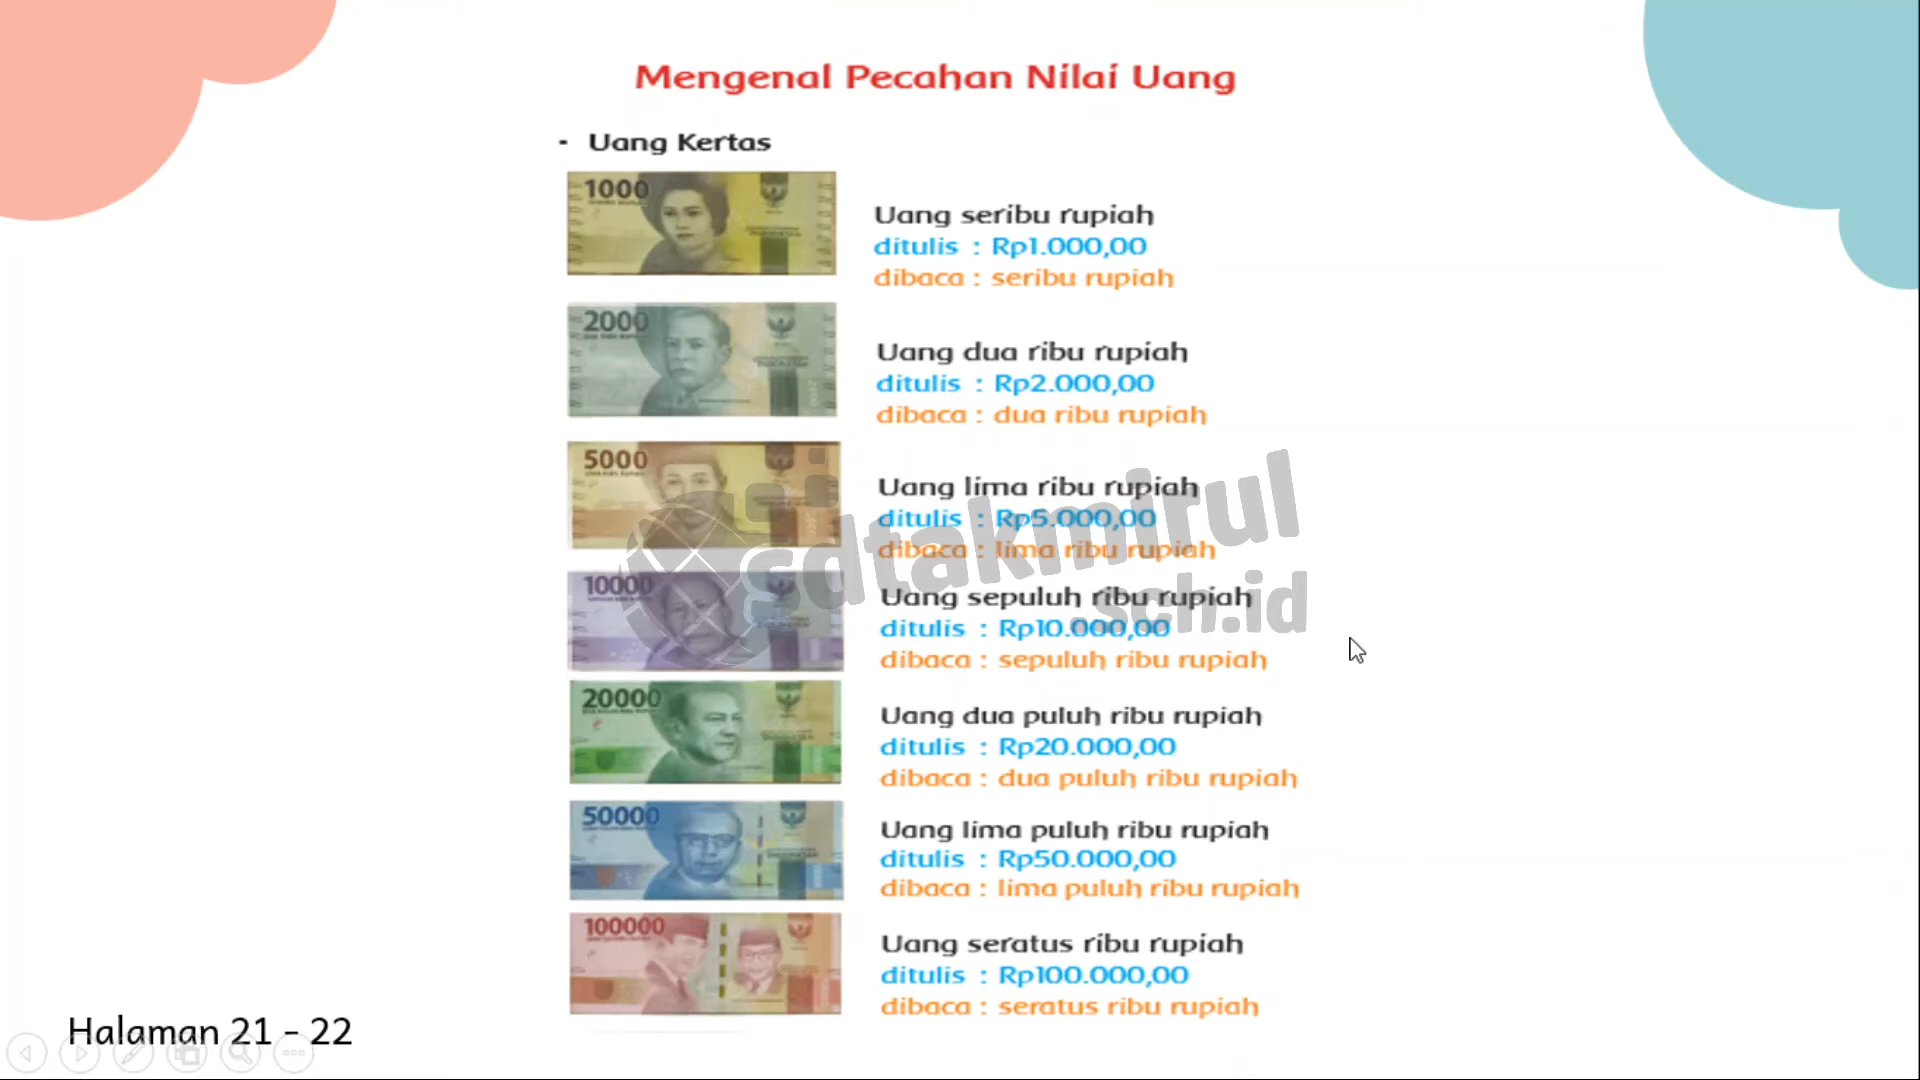 Mengenal Pecahan Nilai Uang
- Uang Kertas
1000
Uang seribu rupiah
ditulis : Rp1.000,00
dibaca : seribu rupiah
2000
Uang dua ribu rupiah
ditulis : Rp2.000,00
dibaca : dua ribu rupiah
5000
Uang lima ribu rupiah
ditulis : Rp5.000,00
dibaca : lima ribu rupiah
sdtakmirul
.sch.id
10000
Uang sepuluh ribu rupiah
ditulis : Rp10.000,00
dibaca : sepuluh ribu rupiah
20000
Uang dua puluh ribu rupiah
ditulis : Rp20.000,00
dibaca : dua puluh ribu rupiah
50000
Uang lima puluh ribu rupiah
ditulis : Rp50.000,00
dibaca : lima puluh ribu rupiah
100000
Uang seratus ribu rupiah
ditulis : Rp100.000,00
dibaca : seratus ribu rupiah
Halaman 21 - 22